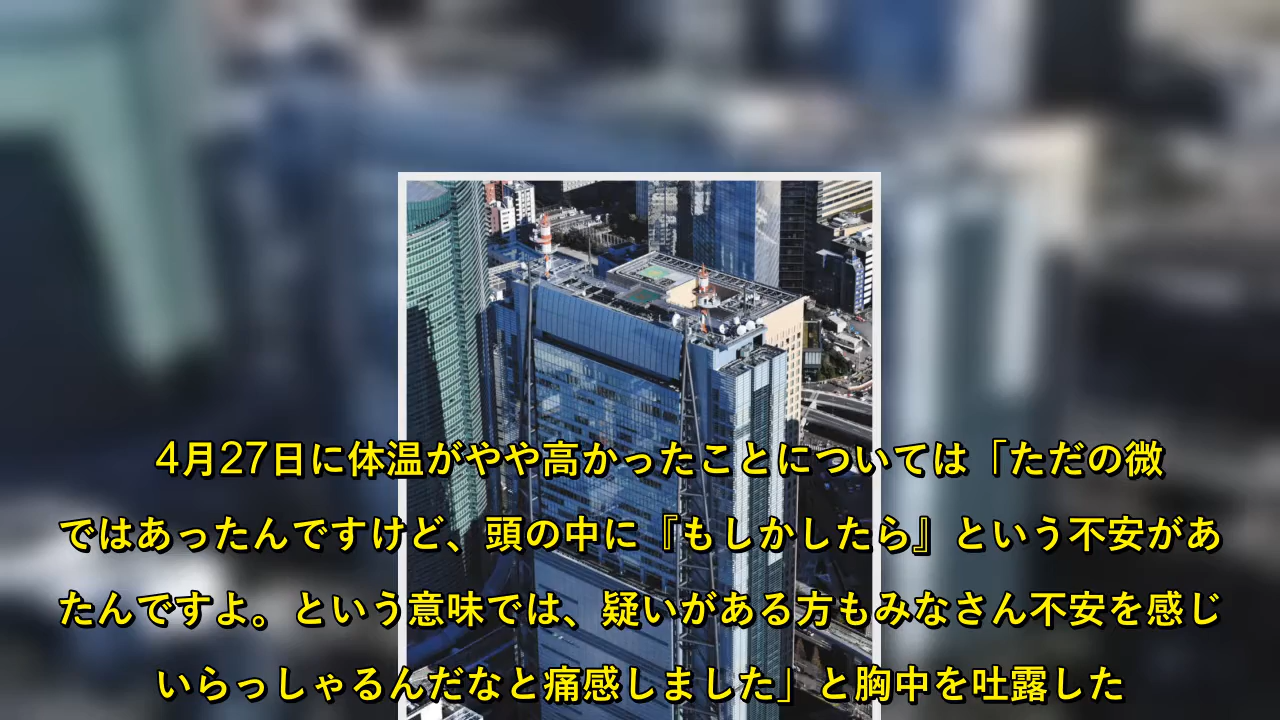 4月27日に体温がやや高かったことについては「ただの微
ではあったんですけど、頭の中に『もしかしたら』という不安があ
たんですよ。という意味では、疑いがある方もみなさん不安を感じ
いらっしゃるんだなと痛感しました」と胸中を吐露した